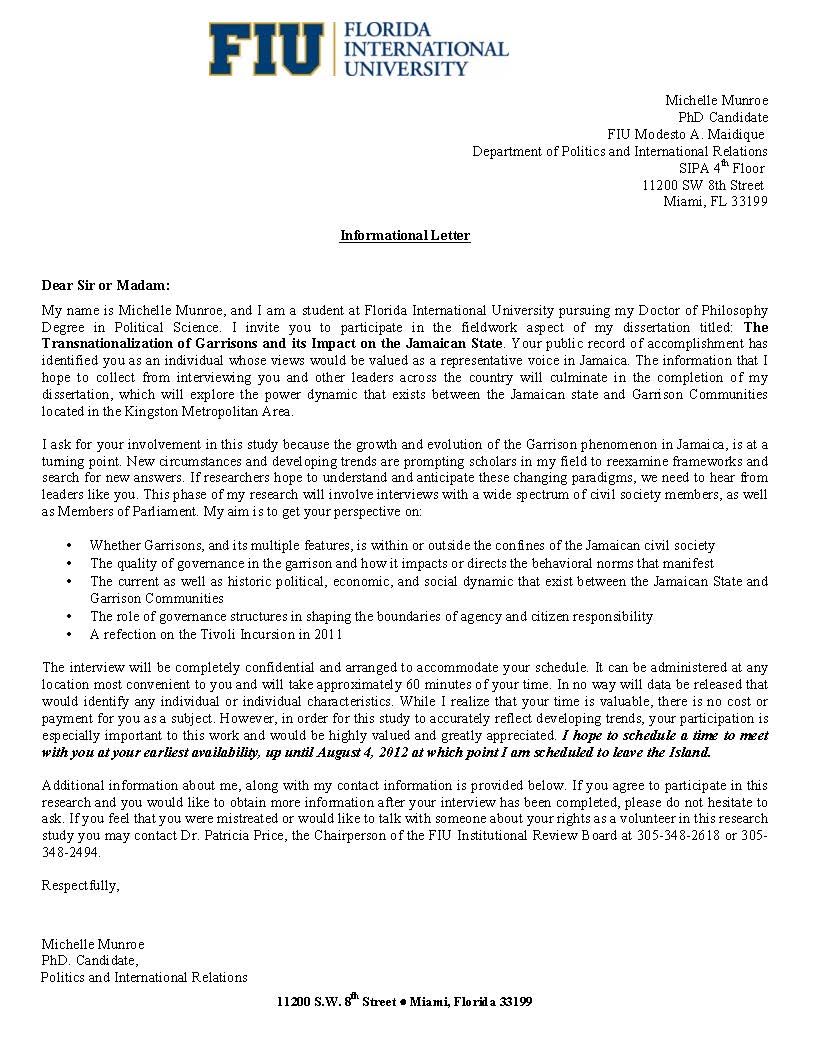 FIU FLORIDA
INTERNATIONAL
UNIVERSITY
Michelle Munroe
PhD Candidate
FIU Modesto A. Maidique
Department of Politics and International Relations
SIPA 4th Floor
11200 SW 8th Street
Miami, FL 33199
Informational Letter
Dear Sir or Madam:
My name is Michelle Munroe, and I am a student at Florida International University pursuing my Doctor of Philosophy
Degree in Political Science. I invite you to participate in the fieldwork aspect of my dissertation titled: The
Transnationalization of Garrisons and its Impact on the Jamaican State. Your public record of accomplishment has
identified you as an individual whose views would be valued as a representative voice in Jamaica. The information that I
hope to collect from interviewing you and other leaders across the country will culminate in the completion of my
dissertation, which will explore the power dynamic that exists between the Jamaican state and Garrison Communities
located in the Kingston Metropolitan Area.
I ask for your involvement in this study because the growth and evolution of the Garrison phenomenon in Jamaica, is at a
turning point. New circumstances and developing trends are prompting scholars in my field to reexamine frameworks and
search for new answers. If researchers hope to understand and anticipate these changing paradigms, we need to hear from
leaders like you. This phase of my research will involve interviews with a wide spectrum of civil society members, as well
as Members of Parliament. My aim is to get your perspective on:
• Whether Garrisons, and its multiple features, is within or outside the confines of the Jamaican civil society
• The quality of governance in the garrison and how it impacts or directs the behavioral norms that manifest
• The current as well as historic political, economic, and social dynamic that exist between the Jamaican State and
Garrison Communities
• The role of governance structures in shaping the boundaries of agency and citizen responsibility
• A refection on the Tivoli Incursion in 2011
The interview will be completely confidential and arranged to accommodate your schedule. It can be administered at any
location most convenient to you and will take approximately 60 minutes of your time. In no way will data be released that
would identify any individual or individual characteristics. While I realize that your time is valuable, there is no cost or
payment for you as a subject. However, in order for this study to accurately reflect developing trends, your participation is
especially important to this work and would be highly valued and greatly appreciated. I hope to schedule a time to meet
with you at your earliest availability, up until August 4, 2012 at which point I am scheduled to leave the Island.
Additional information about me, along with my contact information is provided below. If you agree to participate in this
research and you would like to obtain more information after your interview has been completed, please do not hesitate to
ask. If you feel that you were mistreated or would like to talk with someone about your rights as a volunteer in this research
study you may contact Dr. Patricia Price, the Chairperson of the FIU Institutional Review Board at 305-348-2618 or 305-
348-2494.
Respectfully,
Michelle Munroe
PhD. Candidate,
Politics and International Relations
11200 S.W. 8th Street ● Miami, Florida 33199